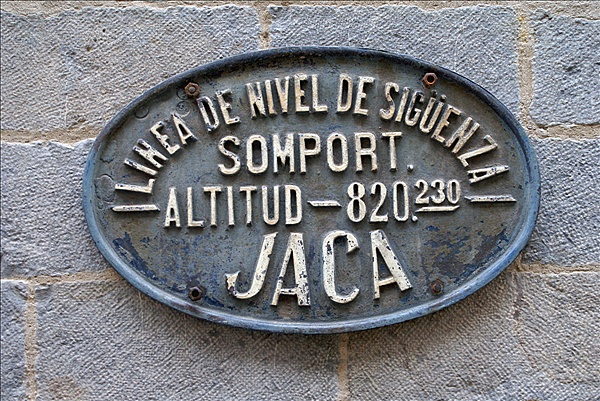 LINEA DE NIVEL DE SIGÜENZA
SOMPORT.
ALTITUD - 820.230
JACA